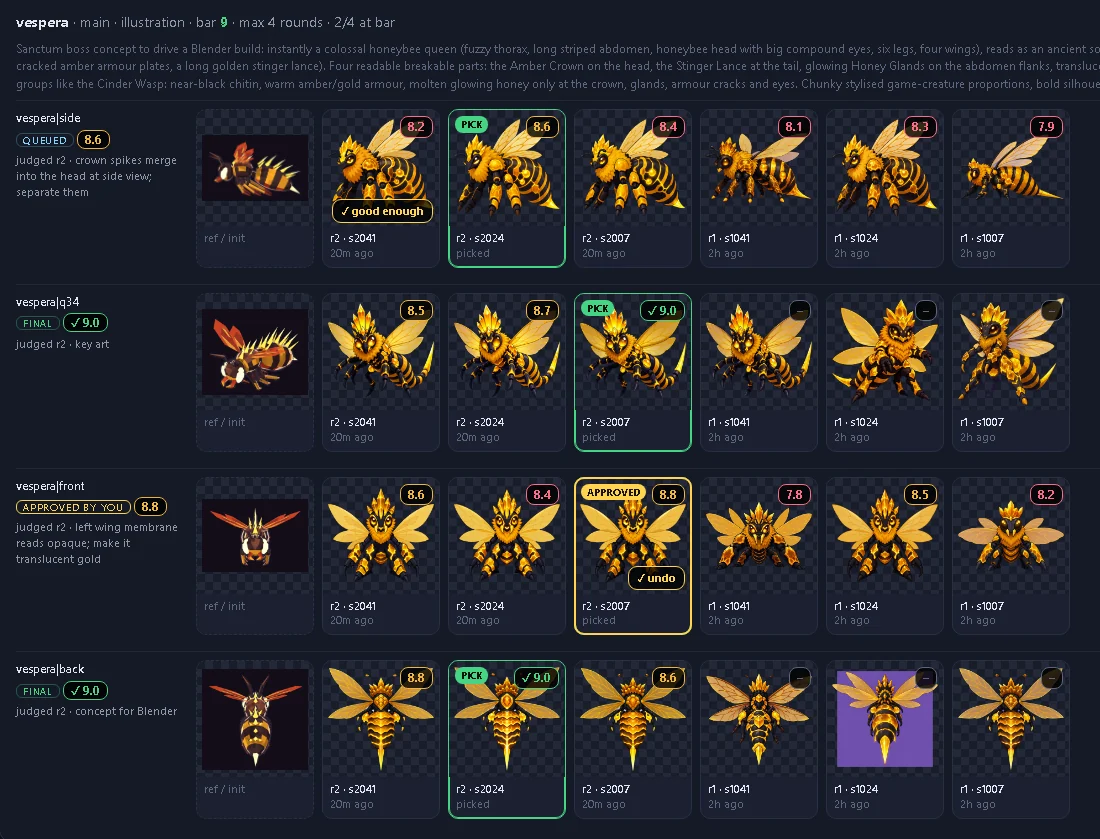 vespera · main · illustration · bar 9 · max 4 rounds · 2/4 at bar
Sanctum boss concept to drive a Blender build: instantly a colossal honeybee queen (fuzzy thorax, long striped abdomen, honeybee head with big compound eyes, six legs, four wings), reads as an ancient so
cracked amber armour plates, a long golden stinger lance). Four readable breakable parts: the Amber Crown on the head, the Stinger Lance at the tail, glowing Honey Glands on the abdomen flanks, transluc
groups like the Cinder Wasp: near-black chitin, warm amber/gold armour, molten glowing honey only at the crown, glands, armour cracks and eyes. Chunky stylised game-creature proportions, bold silhoue
vespera|side
QUEUED 8.6
judged r2 · crown spikes merge
into the head at side view;
separate them
ref / init
8.2
✓ good enough
r2 · s2041
20m ago
PICK 8.6
r2 · s2024
picked
8.4
r2 · s2007
20m ago
8.1
r1 · s1041
2h ago
8.3
r1 · s1024
2h ago
7.9
r1 · s1007
2h ago
vespera|q34
FINAL ✓ 9.0
judged r2 · key art
ref / init
8.5
r2 · s2041
20m ago
8.7
r2 · s2024
20m ago
PICK ✓ 9.0
r2 · s2007
picked
–
r1 · s1041
2h ago
–
r1 · s1024
2h ago
–
r1 · s1007
2h ago
vespera|front
APPROVED BY YOU 8.8
judged r2 · left wing membrane
reads opaque; make it
translucent gold
ref / init
8.6
r2 · s2041
20m ago
8.4
r2 · s2024
20m ago
APPROVED 8.8
✓ undo
r2 · s2007
picked
7.8
r1 · s1041
2h ago
8.5
r1 · s1024
2h ago
8.2
r1 · s1007
2h ago
vespera|back
FINAL ✓ 9.0
judged r2 · concept for Blender
ref / init
8.8
r2 · s2041
20m ago
PICK ✓ 9.0
r2 · s2024
picked
8.6
r2 · s2007
20m ago
–
r1 · s1041
2h ago
–
r1 · s1024
2h ago
–
r1 · s1007
2h ago